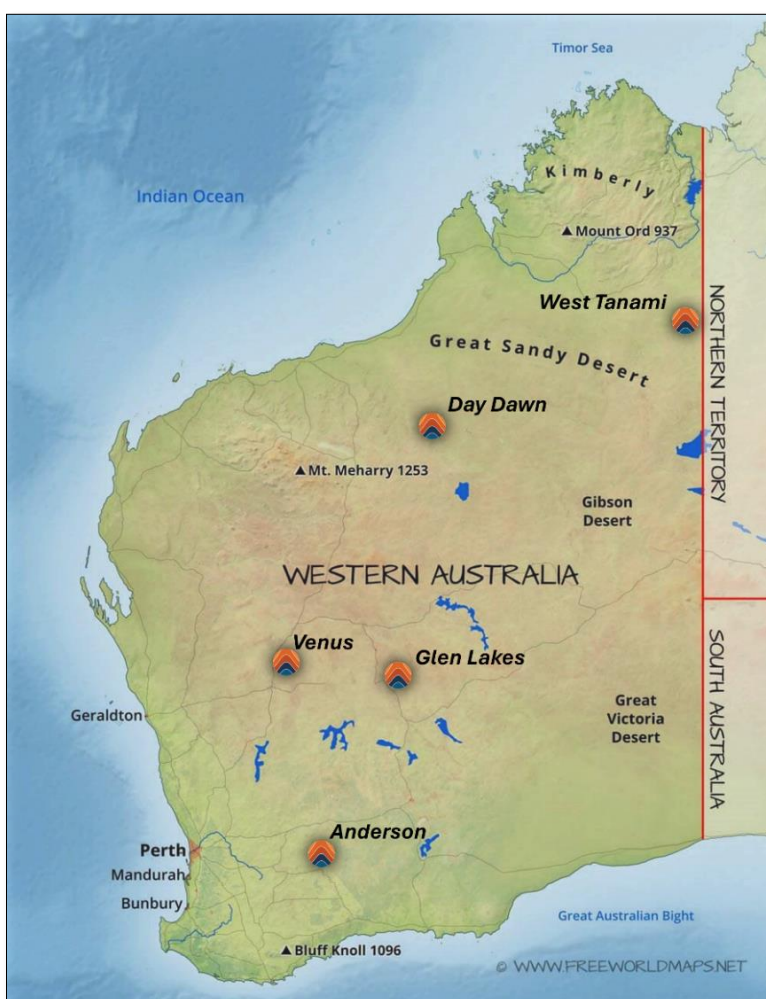 Timor Sea
Kimberly
Indian Ocean
▲ Mount Ord 937
West Tanami
NORTHERN TERRITORY
Great Sandy Desert
Day Dawn
▲ Mt. Meharry 1253
Gibson
Desert
WESTERN AUSTRALIA
Venus
Glen Lakes
SOUTH AUSTRALIA
Geraldton
Great
Victoria
Desert
Anderson
Perth
Mandurah
Bunbury
Great Australian Bight
▲ Bluff Knoll 1096
© WWW.FREEWORLDMAPS.NET